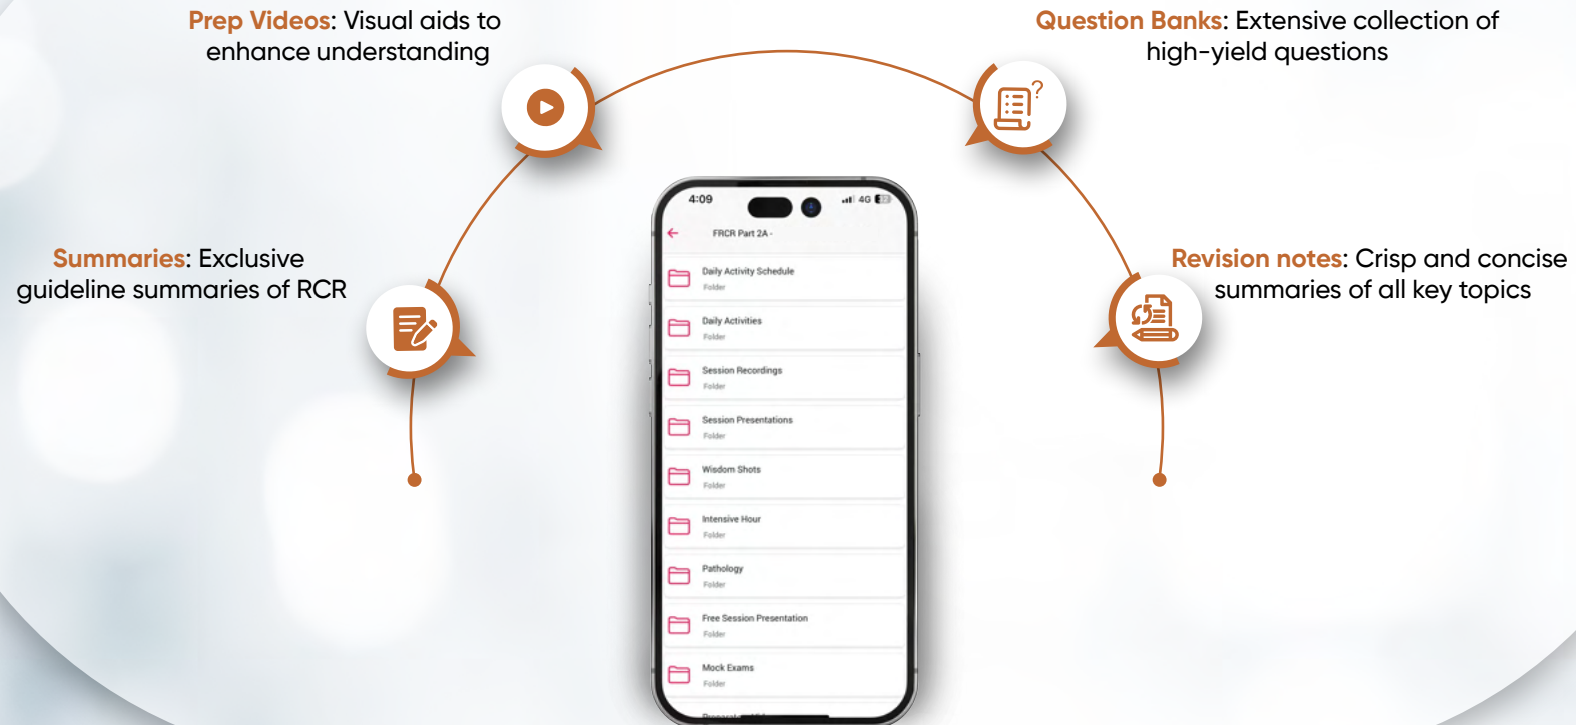 Prep Videos: Visual aids to
enhance understanding
Question Banks: Extensive collection of
high-yield questions
?
Summaries: Exclusive
guideline summaries of RCR
Revision notes: Crisp and concise
summaries of all key topics
4:09
4G
FRCR Part 2A -
Daily Activity Schedule
Folder
Daily Activities
Folder
Session Recordings
Folder
Session Presentations
Folder
Wisdom Shots
Folder
Intensive Hour
Folder
Pathology
Folder
Free Session Presentation
Folder
Mock Exams
Folder